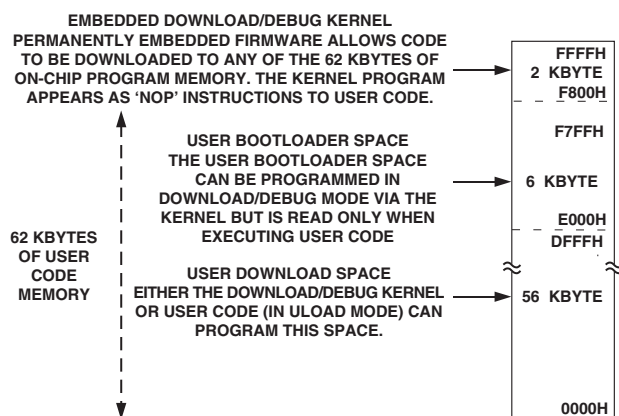 EMBEDDED DOWNLOAD/DEBUG KERNEL
PERMANENTLY EMBEDDED FIRMWARE ALLOWS CODE
TO BE DOWNLOADED TO ANY OF THE 62 KBYTES OF
ON-CHIP PROGRAM MEMORY. THE KERNEL PROGRAM
APPEARS AS ‘NOP’ INSTRUCTIONS TO USER CODE.
FFFFH
2 KBYTE
F800H
F7FFH
USER BOOTLOADER SPACE
THE USER BOOTLOADER SPACE
CAN BE PROGRAMMED IN
DOWNLOAD/DEBUG MODE VIA THE
KERNEL BUT IS READ ONLY WHEN
EXECUTING USER CODE
6 KBYTE
E000H
DFFFH
62 KBYTES
OF USER
CODE
MEMORY
USER DOWNLOAD SPACE
EITHER THE DOWNLOAD/DEBUG KERNEL
OR USER CODE (IN ULOAD MODE) CAN
PROGRAM THIS SPACE.
56 KBYTE
0000H